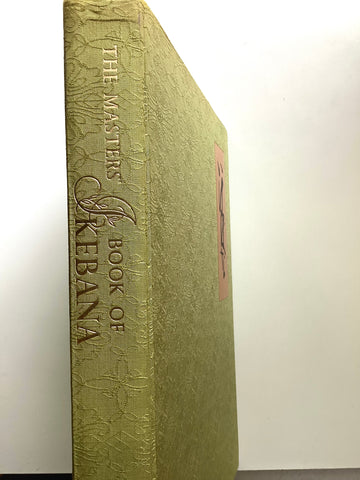 THE MASTERS'
BOOK OF
IKEBANA